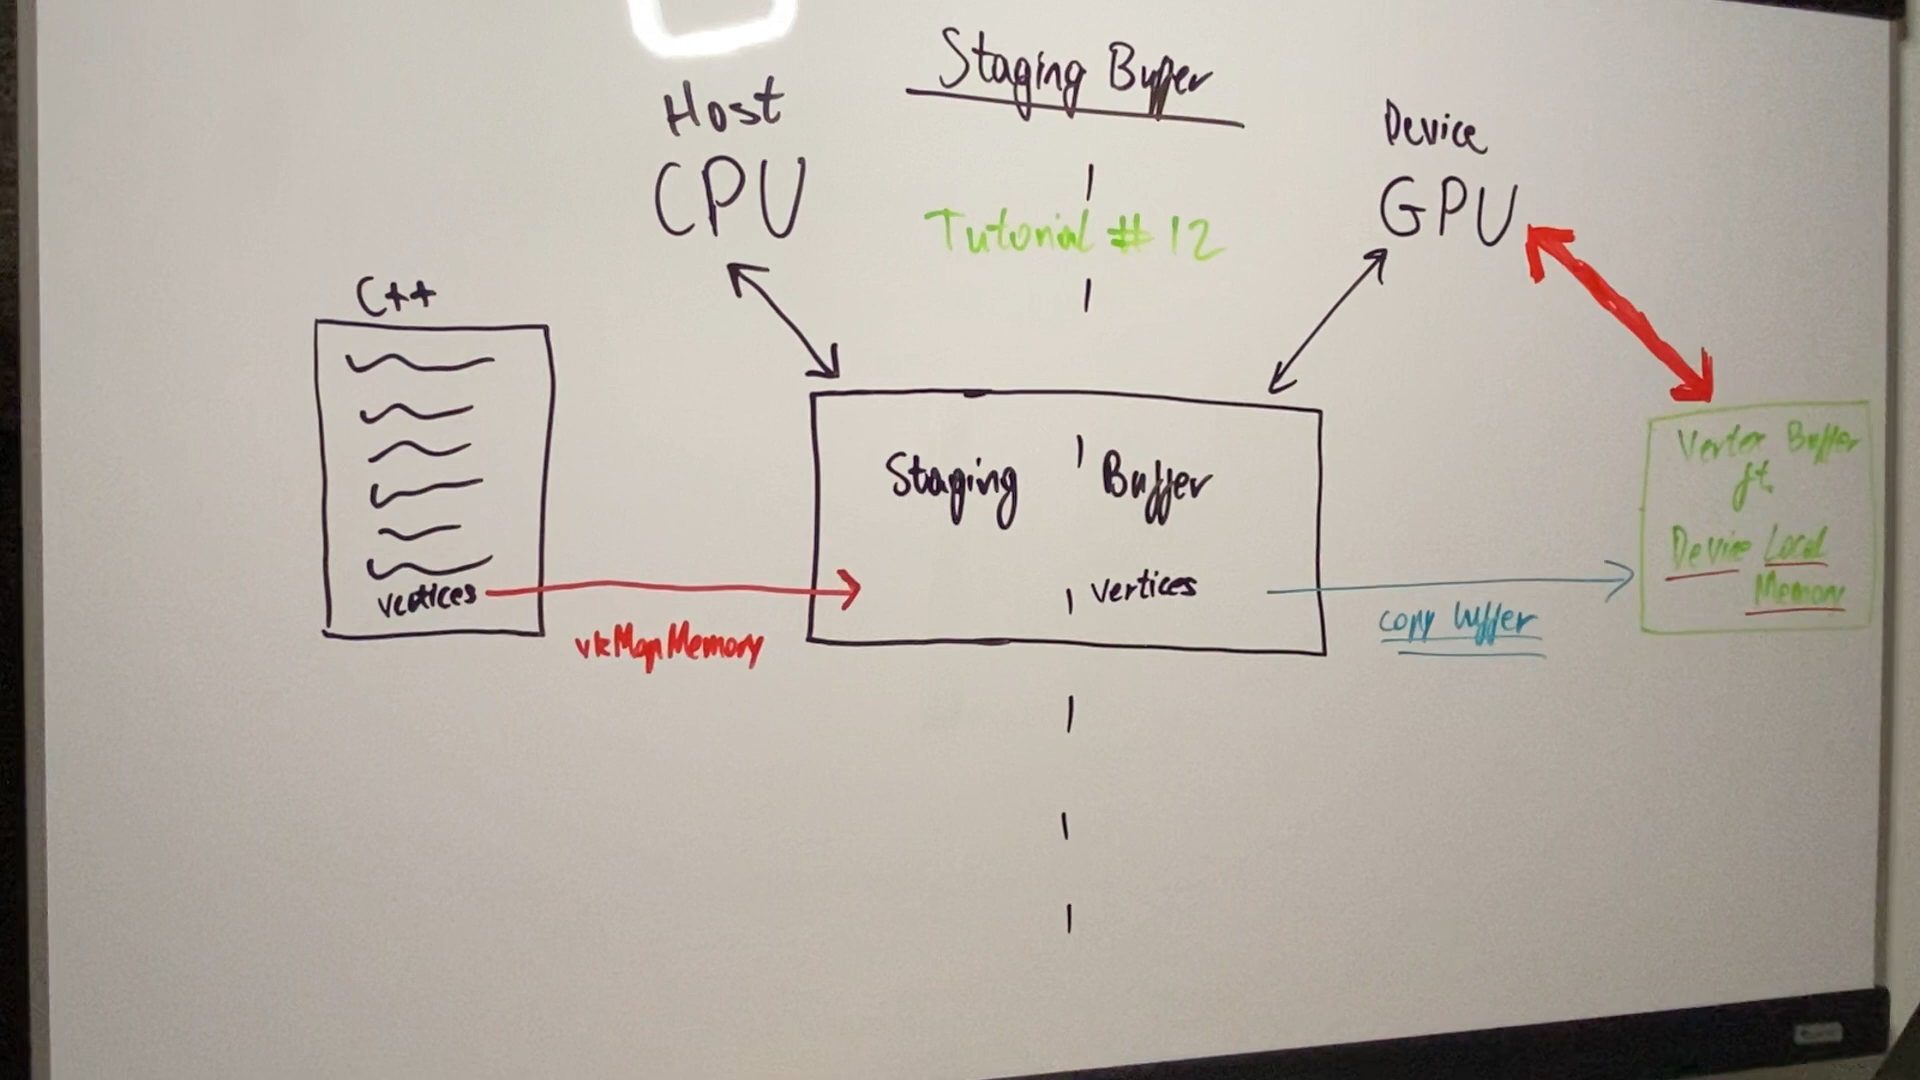 Staging Buffer
Host
CPU
Device
GPU
Tutorial # 12
C++
vertices
vkMapMemory
Staging Buffer
vertices
copy buffer
Vertex Buffer
ft.
Device Local
Memory